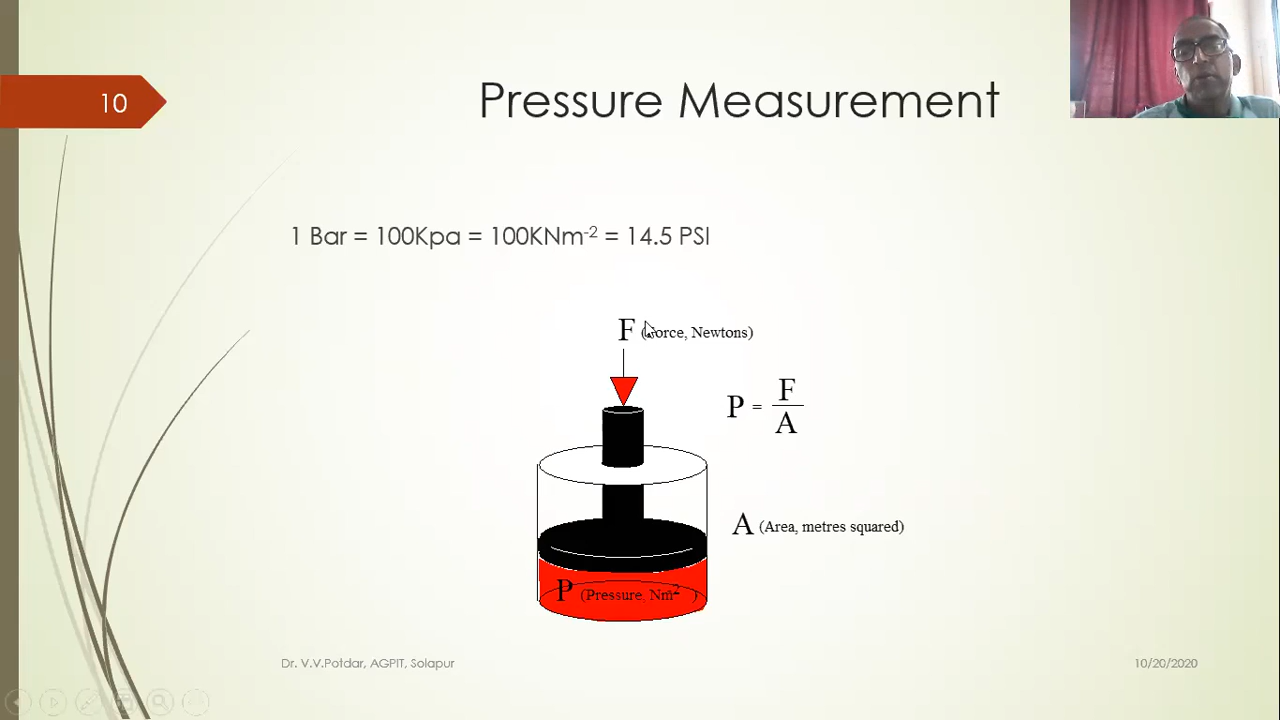 10
Pressure Measurement
1 Bar = 100Kpa = 100KNm⁻² = 14.5 PSI
F (Force, Newtons)
P = F
A
A (Area, metres squared)
P (Pressure, Nm⁻² )
Dr. V.V.Potdar, AGPIT, Solapur
10/20/2020